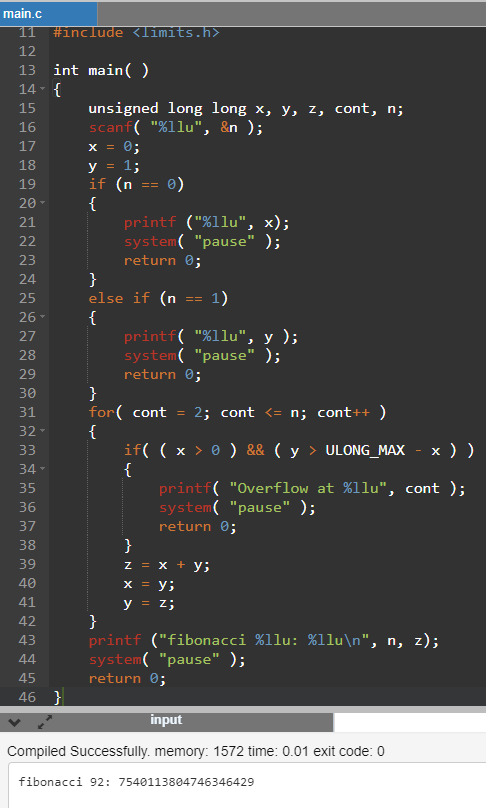 main.c
11 #include <limits.h>
12
13 int main( )
14 {
15     unsigned long long x, y, z, cont, n;
16     scanf( "%llu", &n );
17     x = 0;
18     y = 1;
19     if (n == 0)
20     {
21         printf ("%llu", x);
22         system( "pause" );
23         return 0;
24     }
25     else if (n == 1)
26     {
27         printf( "%llu", y );
28         system( "pause" );
29         return 0;
30     }
31     for( cont = 2; cont <= n; cont++ )
32     {
33         if( ( x > 0 ) && ( y > ULONG_MAX - x ) )
34         {
35             printf( "Overflow at %llu", cont );
36             system( "pause" );
37             return 0;
38         }
39         z = x + y;
40         x = y;
41         y = z;
42     }
43     printf ("fibonacci %llu: %llu\n", n, z);
44     system( "pause" );
45     return 0;
46 }
input
Compiled Successfully. memory: 1572 time: 0.01 exit code: 0
fibonacci 92: 7540113804746346429